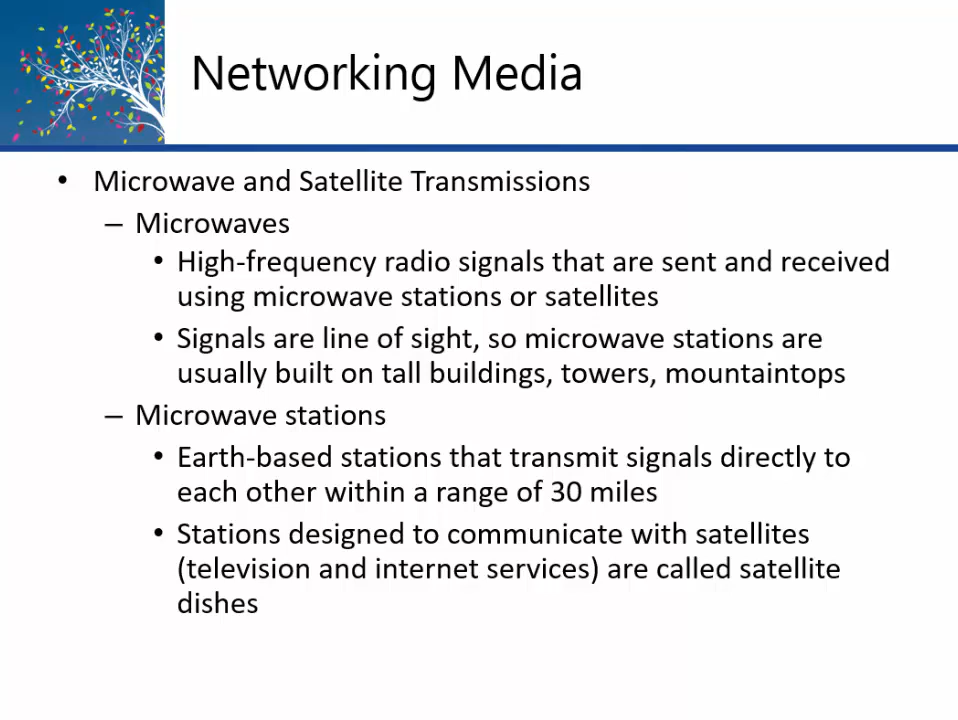 Networking Media
• Microwave and Satellite Transmissions
– Microwaves
• High-frequency radio signals that are sent and received
using microwave stations or satellites
• Signals are line of sight, so microwave stations are
usually built on tall buildings, towers, mountaintops
– Microwave stations
• Earth-based stations that transmit signals directly to
each other within a range of 30 miles
• Stations designed to communicate with satellites
(television and internet services) are called satellite
dishes